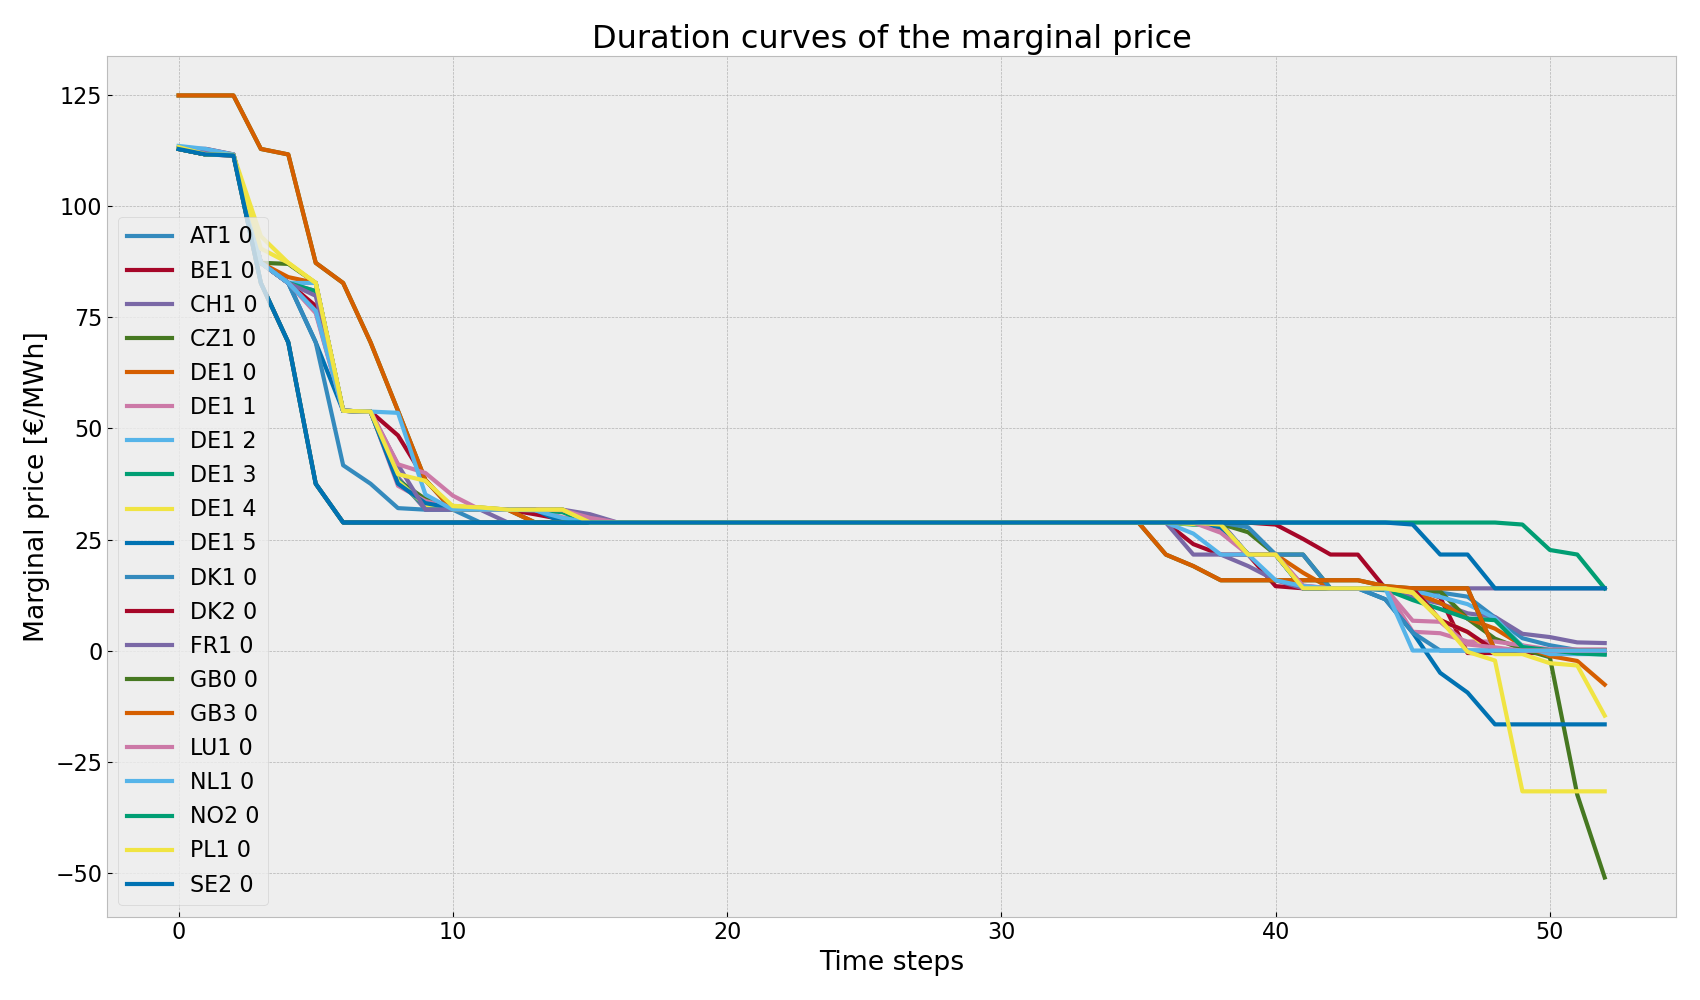 Duration curves of the marginal price
Marginal price [€/MWh]
125
100
75
50
25
0
−25
−50
AT1 0
BE1 0
CH1 0
CZ1 0
DE1 0
DE1 1
DE1 2
DE1 3
DE1 4
DE1 5
DK1 0
DK2 0
FR1 0
GB0 0
GB3 0
LU1 0
NL1 0
NO2 0
PL1 0
SE2 0
0 10 20 30 40 50
Time steps